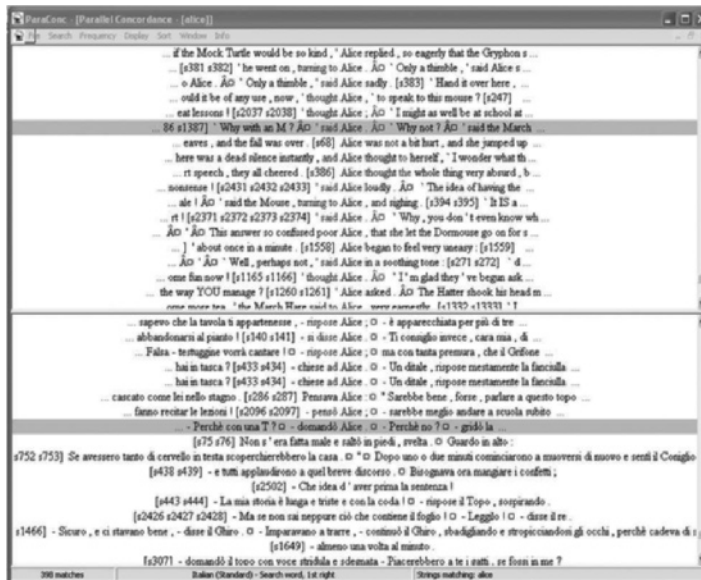 ParaConc - [Parallel Concordance - [alice]]
File Search Frequency Display Sort Window Info
... if the Mock Turtle would be so kind , ' Alice replied , so eagerly that the Gryphon s ...
... [s381 s382] ' he went on , turning to Alice . Â¤ ' Only a thimble , ' said Alice s ...
... o Alice . Â¤ ' Only a thimble , ' said Alice sadly . [s383] ' Hand it over here , ...
... ould it be of any use , now , ' thought Alice , ' to speak to this mouse ? [s247] ...
... eat lessons ! [s2037 s2038] ' thought Alice ; Â¤ ' I might as well be at school at ...
... 86 s1387] ' Why with an M ? Â¤ ' said Alice . Â¤ ' Why not ? Â¤ ' said the March ...
... eaves , and the fall was over . [s68] Alice was not a bit hurt , and she jumped up ...
... here was a dead silence instantly , and Alice thought to herself , ' I wonder what th ...
... rt speech , they all cheered . [s386] Alice thought the whole thing very absurd , b ...
... nonsense ! [s2431 s2432 s2433] ' said Alice loudly . Â¤ ' The idea of having the ...
... ale ! Â¤ ' said the Mouse , turning to Alice , and sighing . [s394 s395] ' It IS a ...
... rt ! [s2371 s2372 s2373 s2374] ' said Alice . Â¤ ' Why , you don ' t even know wh ...
... Â¤ ' Â¤ This answer so confused poor Alice , that she let the Dormouse go on for s ...
... ] ' about once in a minute . [s1558] Alice began to feel very uneasy : [s1559] ...
... Â¤ ' Â¤ ' Well , perhaps not , ' said Alice in a soothing tone : [s271 s272] ' d ...
... ome fun now ! [s1165 s1166] ' thought Alice . Â¤ ' I ' m glad they ' ve begun ask ...
... the way YOU manage ? [s1260 s1261] ' Alice asked . Â¤ The Hatter shook his head m ...
... ome more tea , ' the March Hare said to Alice , very earnestly . [s1332 s1333] ' I
... sapevo che la tavola ti appartenesse , - rispose Alice ; ¤ - è apparecchiata per più di tre ...
... abbandonarsi al pianto ! [s140 s141] - si disse Alice . ¤ - Ti consiglio invece , cara mia , di ...
... Falsa - testuggine vorrà cantare ! ¤ - rispose Alice ; ¤ ma con tanta premura , che il Grifone ...
... hai in tasca ? [s433 s434] - chiese ad Alice . ¤ - Un ditale , rispose mestamente la fanciulla ...
... hai in tasca ? [s433 s434] - chiese ad Alice . ¤ - Un ditale , rispose mestamente la fanciulla ...
... cascato come lei nello stagno . [s286 s287] Pensava Alice : ¤ " Sarebbe bene , forse , parlare a questo topo ...
... fanno recitar le lezioni ! [s2096 s2097] - pensò Alice ; ¤ - sarebbe meglio andare a scuola subito ...
... - Perchè con una T ? ¤ - domandò Alice . ¤ - Perchè no ? ¤ - gridò la ...
[s75 s76] Non s ' era fatta male e saltò in piedi , svelta . ¤ Guardò in alto :
s752 s753] Se avessero tanto di cervello in testa scoperchierebbero la casa . ¤ " ¤ Dopo uno o due minuti cominciarono a muoversi di nuovo e sentì il Coniglio
[s438 s439] - e tutti applaudirono a quel breve discorso . ¤ Bisognava ora mangiare i confetti ;
[s2502] - Che idea d ' aver prima la sentenza !
[s443 s444] - La mia storia è lunga e triste e con la coda ! ¤ - rispose il Topo , sospirando .
[s2426 s2427 s2428] - Ma se non sai neppure ciò che contiene il foglio ! ¤ - Leggilo ! ¤ - disse il re .
s1466] - Sicuro , e ci stavano bene , - disse il Ghiro . ¤ - Imparavano a trarre , - continuò il Ghiro , sbadigliando e stropicciandosi gli occhi , perchè cadeva di s
[s1649] - almeno una volta al minuto .
[s307] - domandò il topo con voce stridula e sdegnata - Piacerebbero a te i gatti , se fossi in me ?
398 matches Italian (Standard) - Search word, 1st right Strings matching: alice